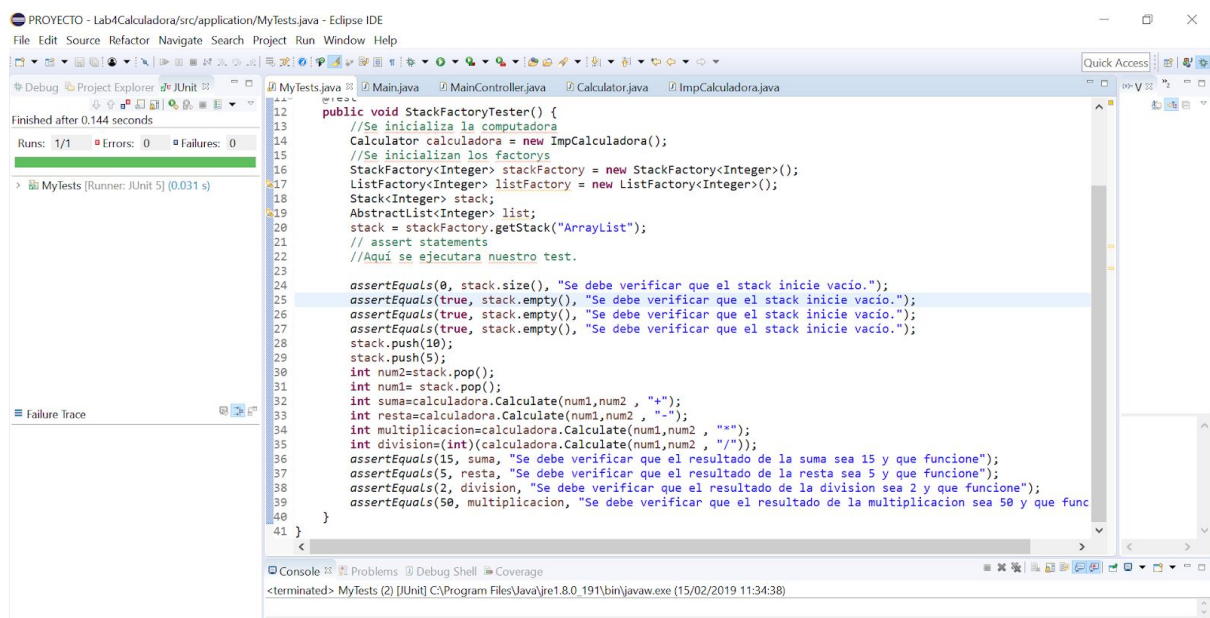 PROYECTO - Lab4Calculadora/src/application/MyTests.java - Eclipse IDE
File Edit Source Refactor Navigate Search Project Run Window Help
Quick Access
Debug Project Explorer JUnit
MyTests.java Main.java MainController.java Calculator.java ImpCalculadora.java
(x)= V
Finished after 0.144 seconds
Runs: 1/1 Errors: 0 Failures: 0
MyTests [Runner: JUnit 5] (0.031 s)
Failure Trace
11 @Test
12 public void StackFactoryTester() {
13 //Se inicializa la computadora
14 Calculator calculadora = new ImpCalculadora();
15 //Se inicializan los factorys
16 StackFactory<Integer> stackFactory = new StackFactory<Integer>();
17 ListFactory<Integer> listFactory = new ListFactory<Integer>();
18 Stack<Integer> stack;
19 AbstractList<Integer> list;
20 stack = stackFactory.getStack("ArrayList");
21 // assert statements
22 //Aquí se ejecutara nuestro test.
23
24 assertEquals(0, stack.size(), "Se debe verificar que el stack inicie vacío.");
25 assertEquals(true, stack.empty(), "Se debe verificar que el stack inicie vacío.");
26 assertEquals(true, stack.empty(), "Se debe verificar que el stack inicie vacío.");
27 assertEquals(true, stack.empty(), "Se debe verificar que el stack inicie vacío.");
28 stack.push(10);
29 stack.push(5);
30 int num2=stack.pop();
31 int num1= stack.pop();
32 int suma=calculadora.Calculate(num1,num2 , "+");
33 int resta=calculadora.Calculate(num1,num2 , "-");
34 int multiplicacion=calculadora.Calculate(num1,num2 , "*");
35 int division=(int)(calculadora.Calculate(num1,num2 , "/"));
36 assertEquals(15, suma, "Se debe verificar que el resultado de la suma sea 15 y que funcione");
37 assertEquals(5, resta, "Se debe verificar que el resultado de la resta sea 5 y que funcione");
38 assertEquals(2, division, "Se debe verificar que el resultado de la division sea 2 y que funcione");
39 assertEquals(50, multiplicacion, "Se debe verificar que el resultado de la multiplicacion sea 50 y que func
40 }
41 }
Console Problems Debug Shell Coverage
<terminated> MyTests (2) [JUnit] C:\Program Files\Java\jre1.8.0_191\bin\javaw.exe (15/02/2019 11:34:38)